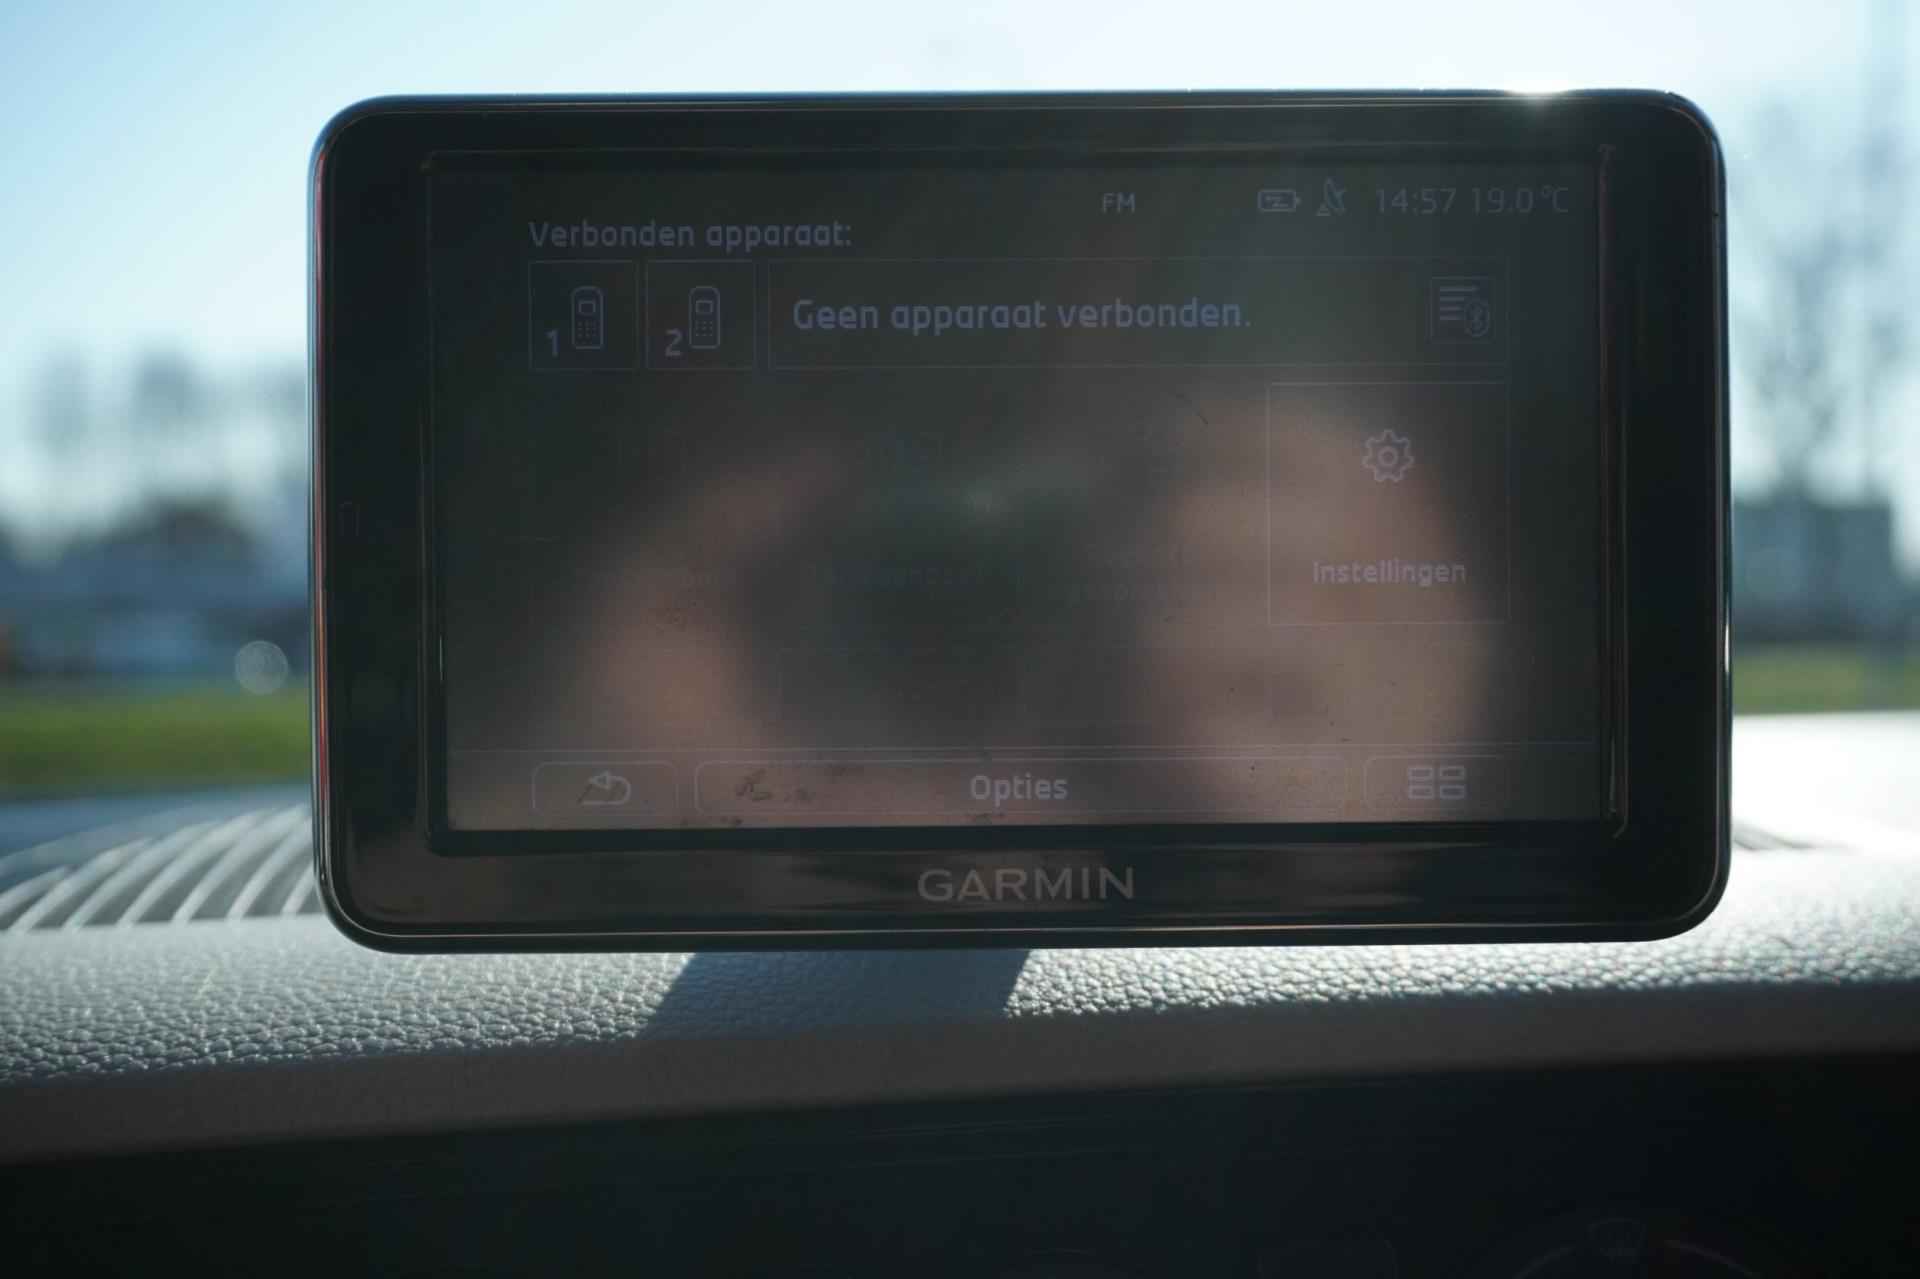 FM 14:57 19.0°C
Verbonden apparaat:
1 2 Geen apparaat verbonden.
Instellingen
Opties
GARMIN